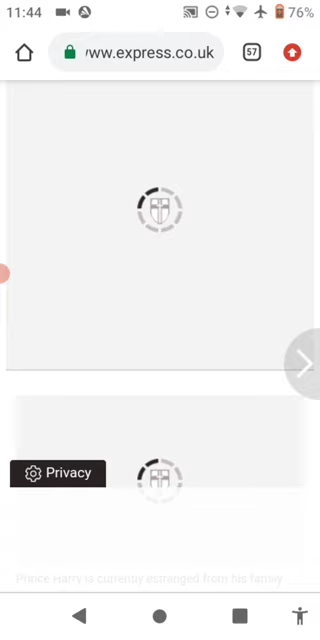 11:44
76%
/ww.express.co.uk
57
Privacy
Prince Harry is currently estranged from his family